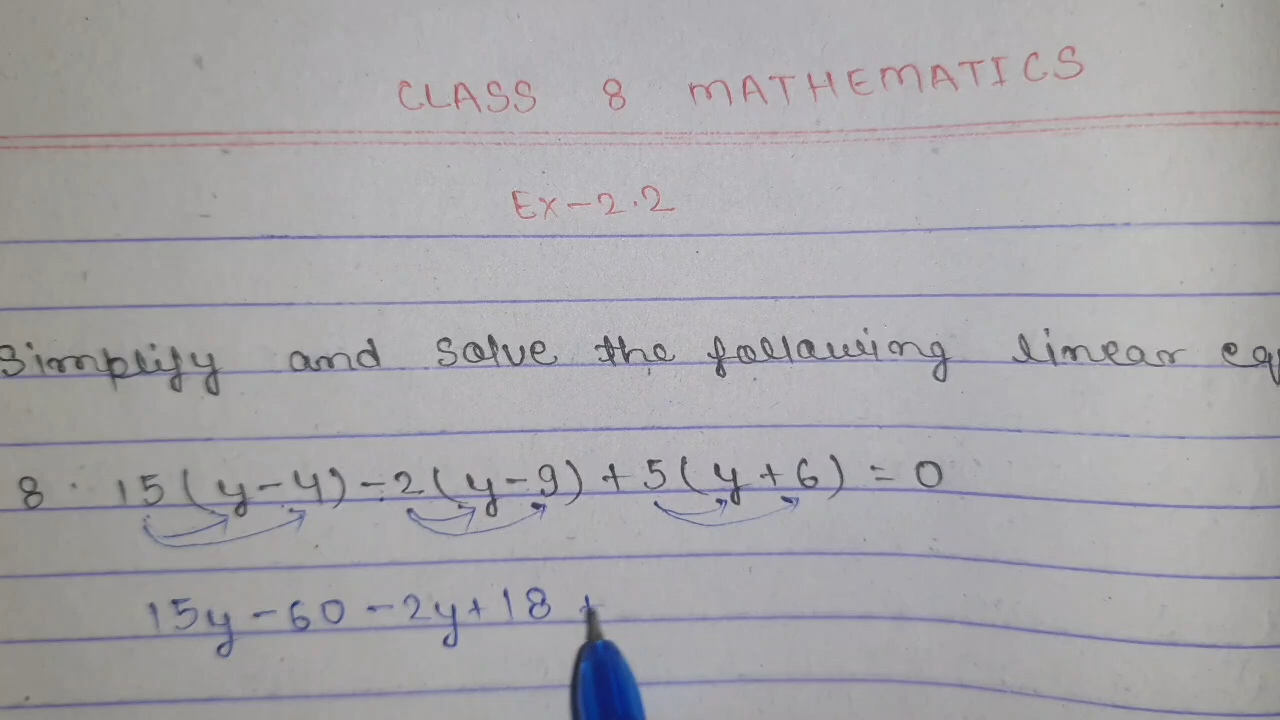 CLASS 8 MATHEMATICS
Ex-2.2
Simplify and solve the following linear eq
8. 15(y-4)-2(y-9)+5(y+6)=0
15y-60-2y+18+